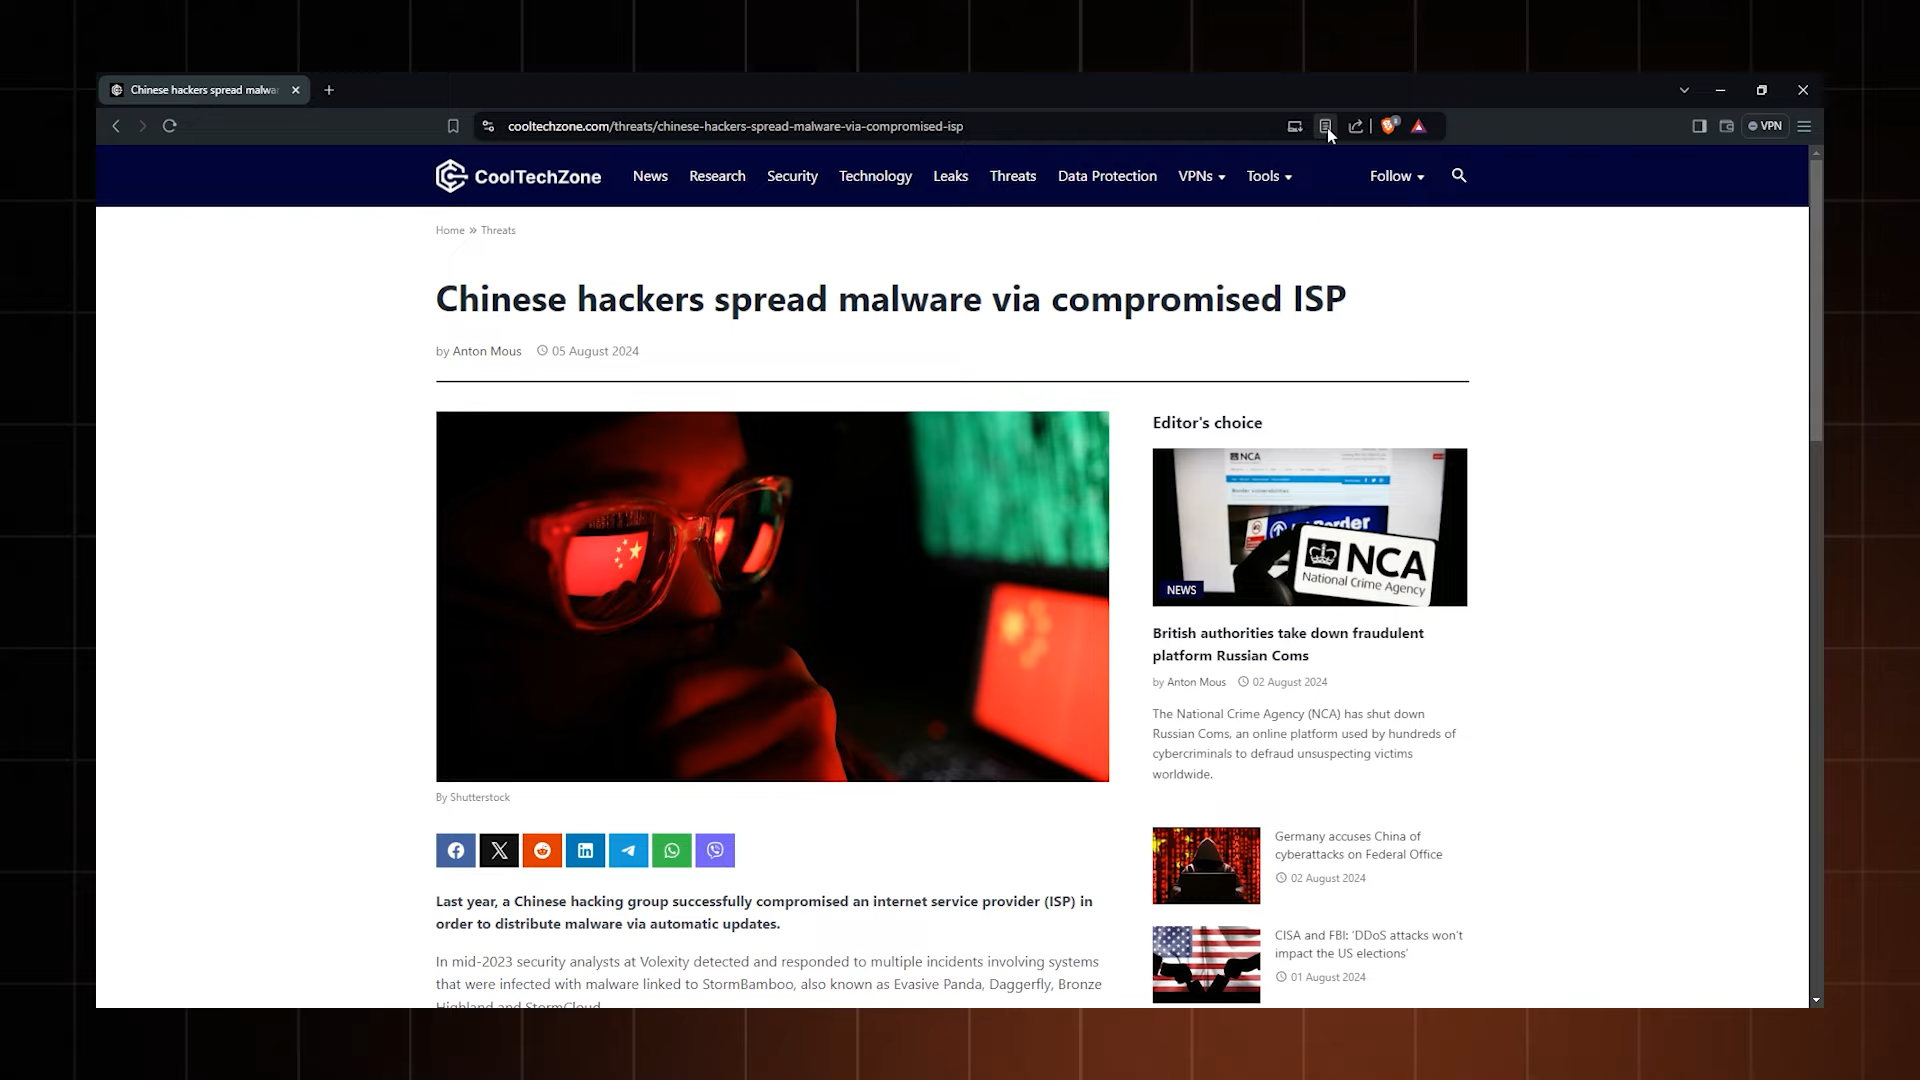 Chinese hackers spread malwa
cooltechzone.com/threats/chinese-hackers-spread-malware-via-compromised-isp
VPN
CoolTechZone
News
Research
Security
Technology
Leaks
Threats
Data Protection
VPNs
Tools
Follow
Home » Threats
Chinese hackers spread malware via compromised ISP
by Anton Mous 05 August 2024
By Shutterstock
Last year, a Chinese hacking group successfully compromised an internet service provider (ISP) in
order to distribute malware via automatic updates.
In mid-2023 security analysts at Volexity detected and responded to multiple incidents involving systems
that were infected with malware linked to StormBamboo, also known as Evasive Panda, Daggerfly, Bronze
Highland and StormCloud.
Editor's choice
NCA
Border
NCA
National Crime Agency
NEWS
British authorities take down fraudulent
platform Russian Coms
by Anton Mous 02 August 2024
The National Crime Agency (NCA) has shut down
Russian Coms, an online platform used by hundreds of
cybercriminals to defraud unsuspecting victims
worldwide.
Germany accuses China of
cyberattacks on Federal Office
02 August 2024
CISA and FBI: ‘DDoS attacks won’t
impact the US elections’
01 August 2024